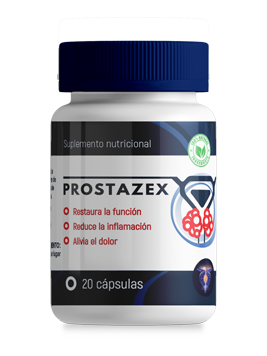 Suplemento nutricional
PROSTAZEX
Restaura la función
Reduce la inflamación
Alivia el dolor
20 cápsulas